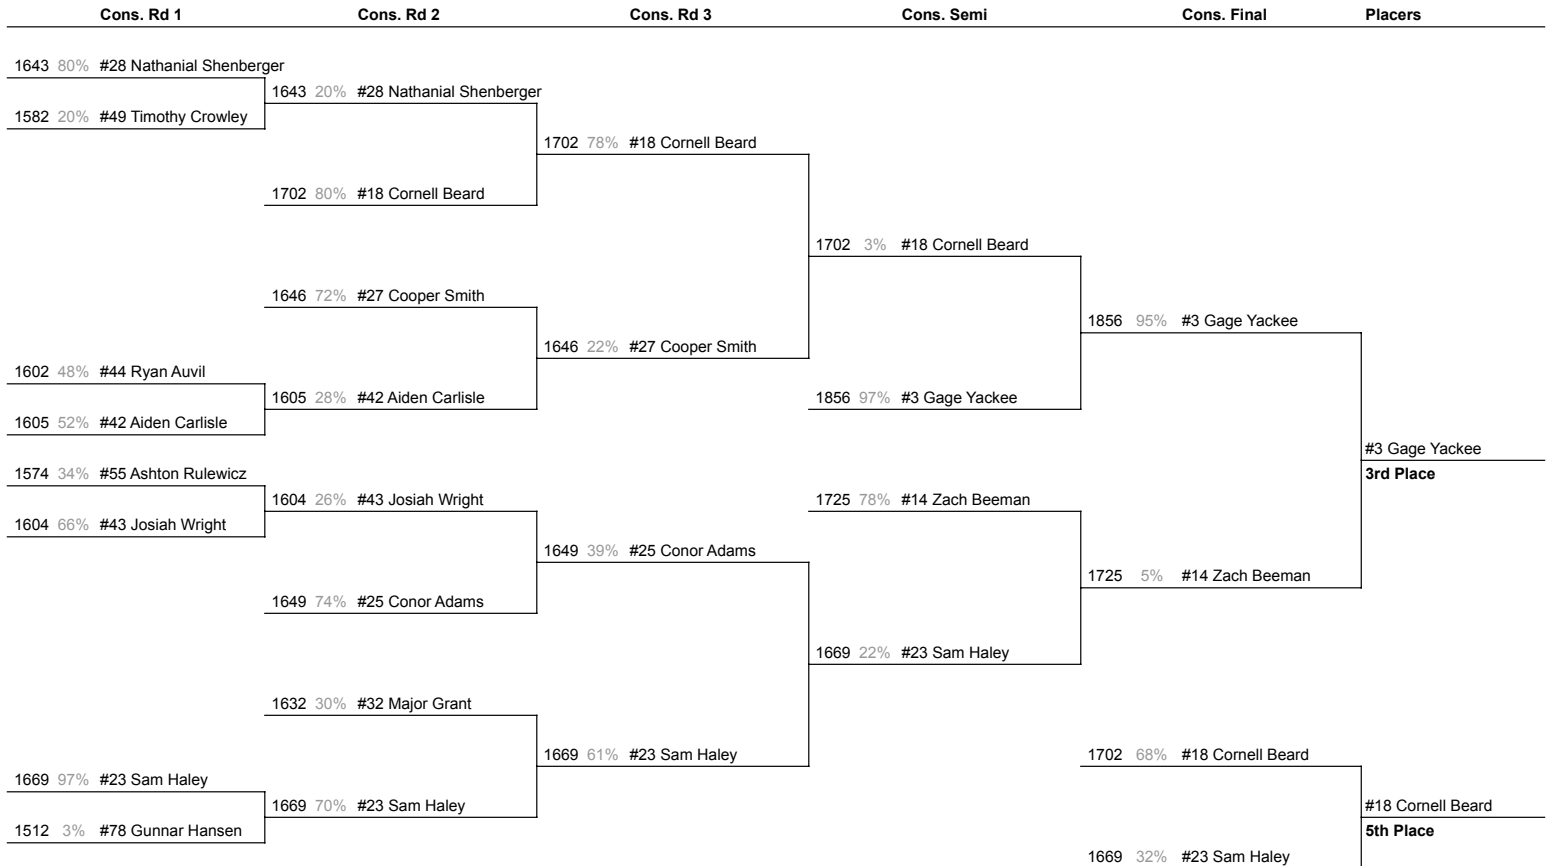 Cons. Rd 1 Cons. Rd 2 Cons. Rd 3 Cons. Semi Cons. Final Placers
1643 80% #28 Nathanial Shenberger
1643 20% #28 Nathanial Shenberger
1582 20% #49 Timothy Crowley
1702 78% #18 Cornell Beard
1702 80% #18 Cornell Beard
1702 3% #18 Cornell Beard
1646 72% #27 Cooper Smith
1856 95% #3 Gage Yackee
1646 22% #27 Cooper Smith
1602 48% #44 Ryan Auvil
1605 28% #42 Aiden Carlisle
1856 97% #3 Gage Yackee
1605 52% #42 Aiden Carlisle
#3 Gage Yackee
1574 34% #55 Ashton Rulewicz
3rd Place
1604 26% #43 Josiah Wright
1725 78% #14 Zach Beeman
1604 66% #43 Josiah Wright
1649 39% #25 Conor Adams
1725 5% #14 Zach Beeman
1649 74% #25 Conor Adams
1669 22% #23 Sam Haley
1632 30% #32 Major Grant
1669 61% #23 Sam Haley
1702 68% #18 Cornell Beard
1669 97% #23 Sam Haley
1669 70% #23 Sam Haley
#18 Cornell Beard
1512 3% #78 Gunnar Hansen
5th Place
1669 32% #23 Sam Haley